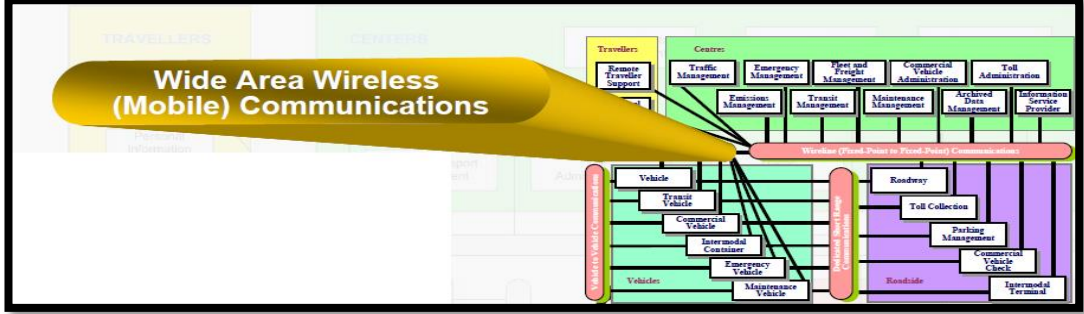 TRAVELLERS
CENTERS
Wide Area Wireless
(Mobile) Communications
Personal
Information
Travellers
Remote
Traveller
Support
Centres
Traffic
Management
Emergency
Management
Fleet and
Freight
Management
Commercial
Vehicle
Administration
Toll
Administration
Emissions
Management
Transit
Management
Maintenance
Management
Archived
Data
Management
Information
Service
Provider
Wireline (Fixed-Point to Fixed-Point) Communications
Vehicle to Vehicle Communications
Vehicle
Transit
Vehicle
Commercial
Vehicle
Intermodal
Container
Emergency
Vehicle
Maintenance
Vehicle
Vehicles
Dedicated Short Range
Communications
Roadway
Toll Collection
Parking
Management
Commercial
Vehicle
Check
Intermodal
Terminal
Roadside